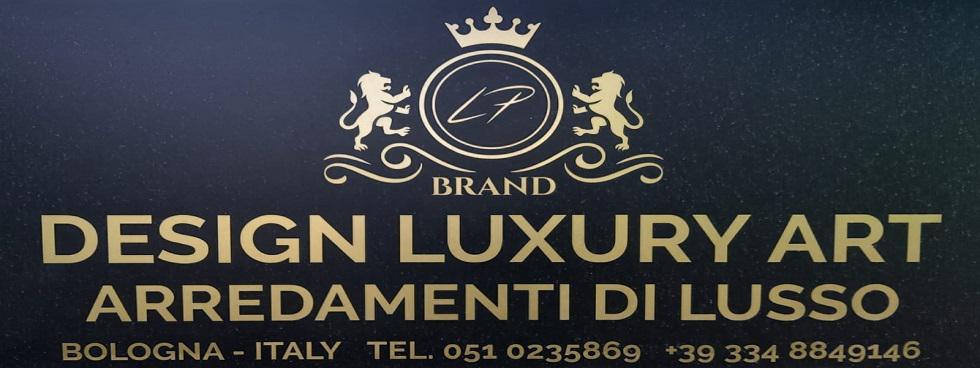 LP
BRAND
DESIGN LUXURY ART
ARREDAMENTI DI LUSSO
BOLOGNA - ITALY TEL. 051 0235869 +39 334 8849146